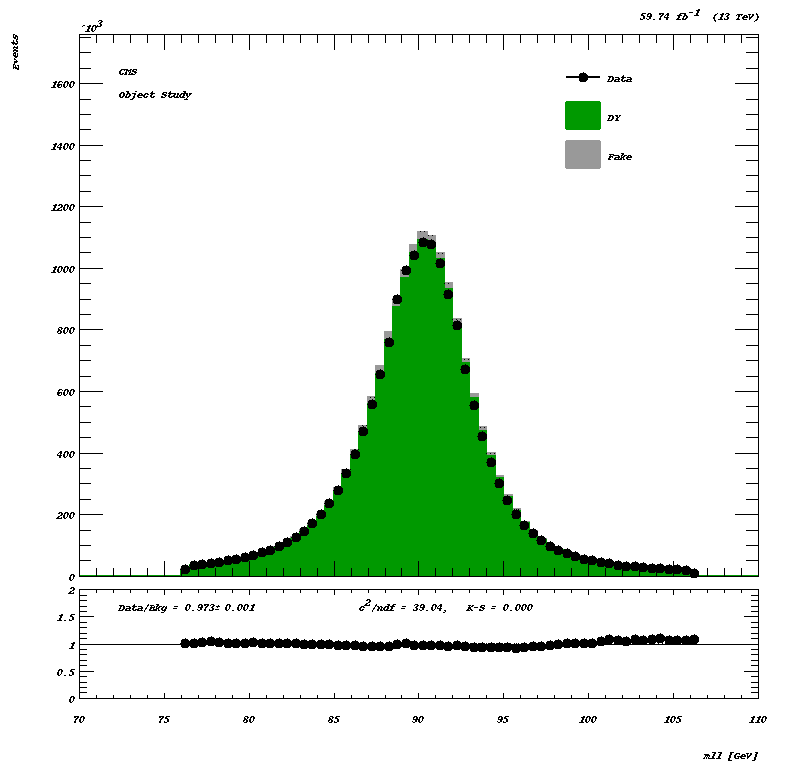 59.74 fb-1 (13 TeV)
´10³
Events
CMS
Object Study
Data
DY
Fake
1600
1400
1200
1000
800
600
400
200
0
2
1.5
1
0.5
0
Data/Bkg = 0.973± 0.001
c²/ndf = 39.04, K-S = 0.000
70 75 80 85 90 95 100 105 110
mll [GeV]